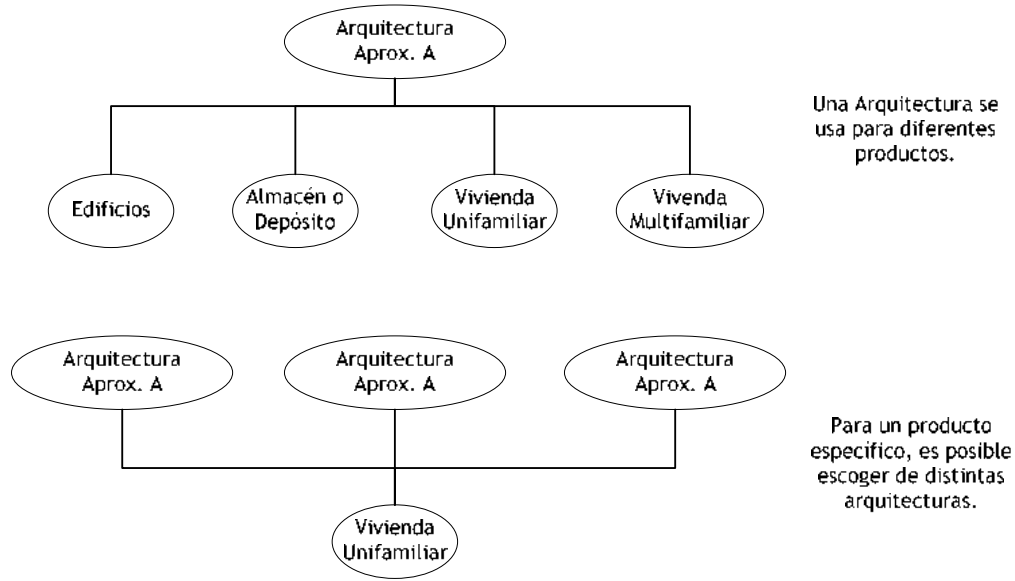 Arquitectura
Aprox. A
Una Arquitectura se
usa para diferentes
productos.
Edificios
Almacén o
Depósito
Vivienda
Unifamiliar
Vivenda
Multifamiliar
Arquitectura
Aprox. A
Arquitectura
Aprox. A
Arquitectura
Aprox. A
Para un producto
específico, es posible
escoger de distintas
arquitecturas.
Vivienda
Unifamiliar